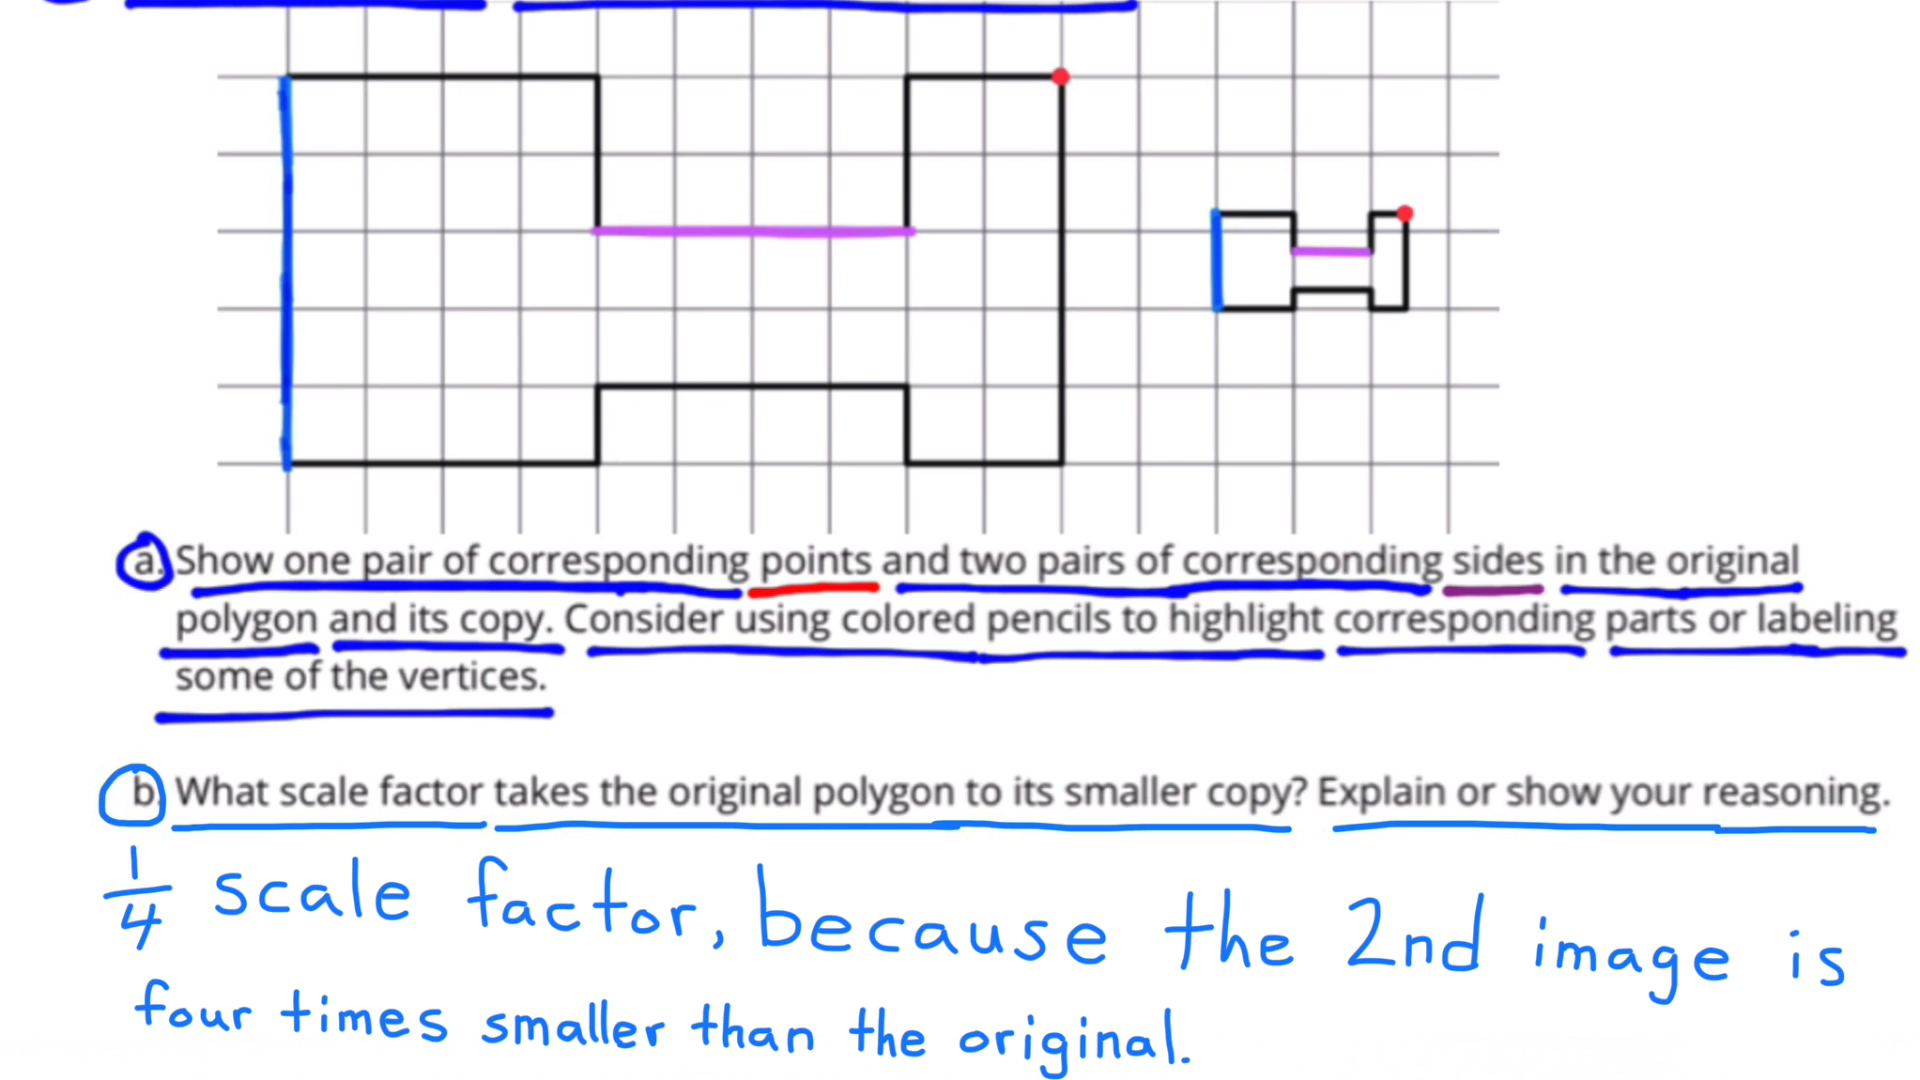 a. Show one pair of corresponding points and two pairs of corresponding sides in the original
polygon and its copy. Consider using colored pencils to highlight corresponding parts or labeling
some of the vertices.
b. What scale factor takes the original polygon to its smaller copy? Explain or show your reasoning.
1/4 scale factor, because the 2nd image is
four times smaller than the original.